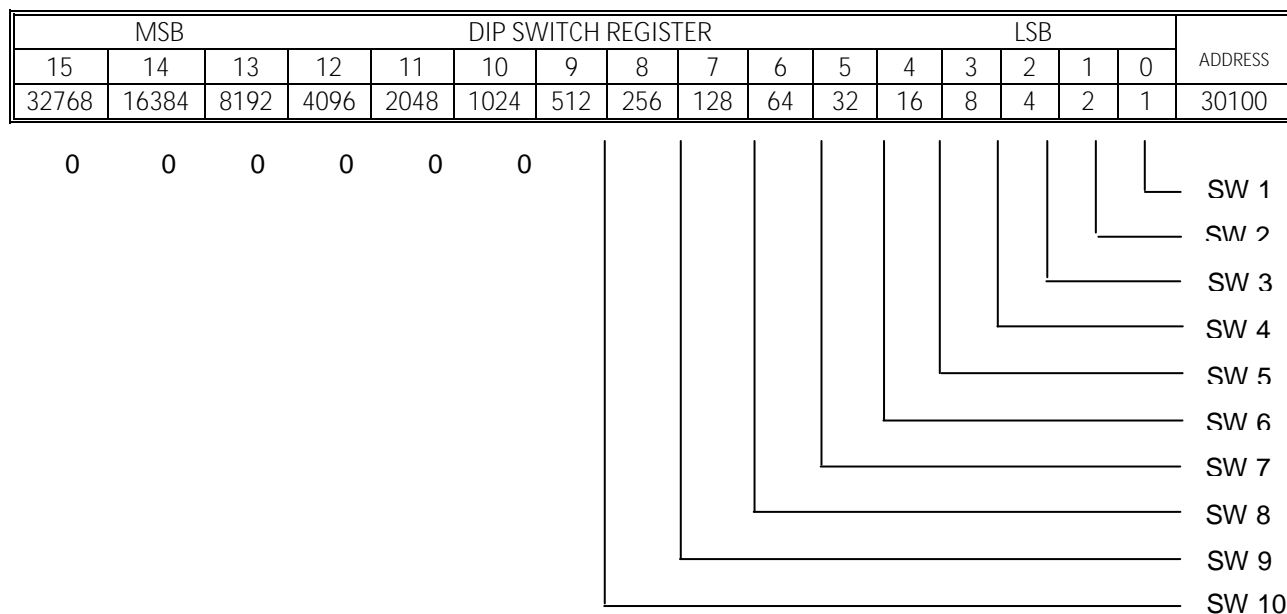 MSB DIP SWITCH REGISTER LSB ADDRESS
15 14 13 12 11 10 9 8 7 6 5 4 3 2 1 0
32768 16384 8192 4096 2048 1024 512 256 128 64 32 16 8 4 2 1 30100
0 0 0 0 0 0
SW 1
SW 2
SW 3
SW 4
SW 5
SW 6
SW 7
SW 8
SW 9
SW 10